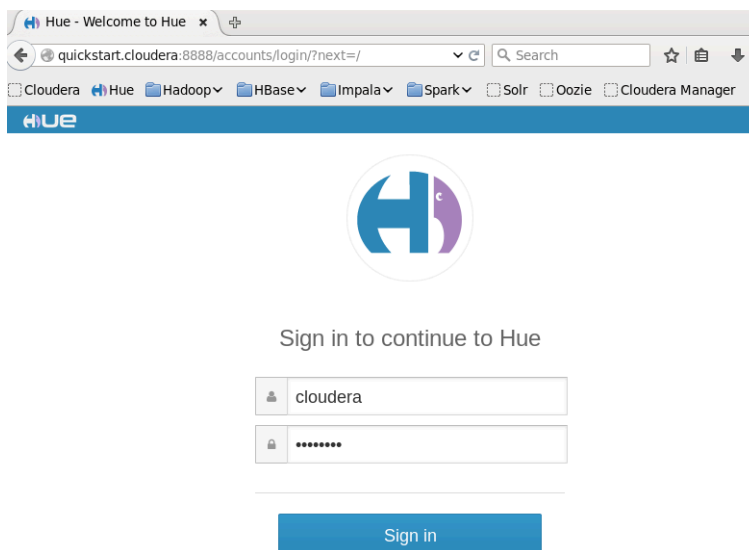 Hue - Welcome to Hue
quickstart.cloudera:8888/accounts/login/?next=/ Search
Cloudera Hue Hadoop HBase Impala Spark Solr Oozie Cloudera Manager
HUE
Sign in to continue to Hue
cloudera
••••••••
Sign in